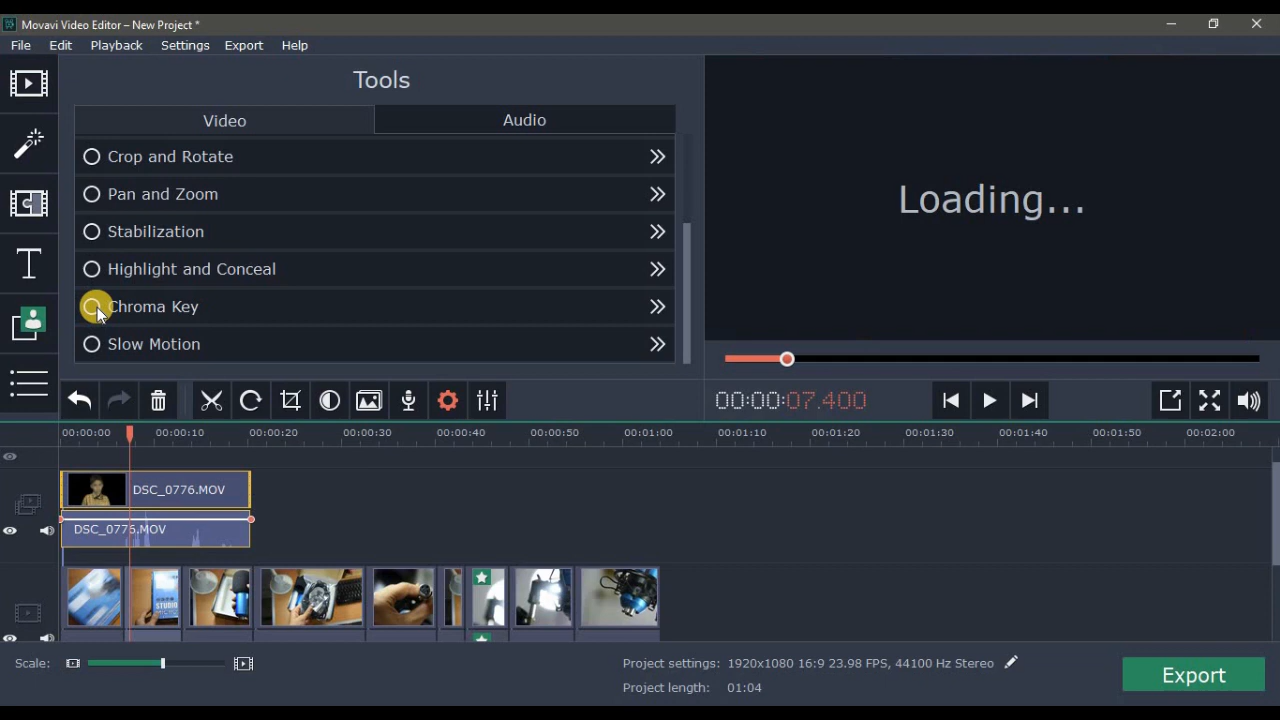 Movavi Video Editor – New Project *
File Edit Playback Settings Export Help
Tools
Video Audio
Crop and Rotate
Pan and Zoom
Stabilization
Highlight and Conceal
Chroma Key
Slow Motion
Loading...
00:00:07.400
00:00:00 00:00:10 00:00:20 00:00:30 00:00:40 00:00:50 00:01:00 00:01:10 00:01:20 00:01:30 00:01:40 00:01:50 00:02:00
DSC_0776.MOV
DSC_0776.MOV
STUDIO
Scale:
Project settings: 1920x1080 16:9 23.98 FPS, 44100 Hz Stereo
Project length: 01:04
Export